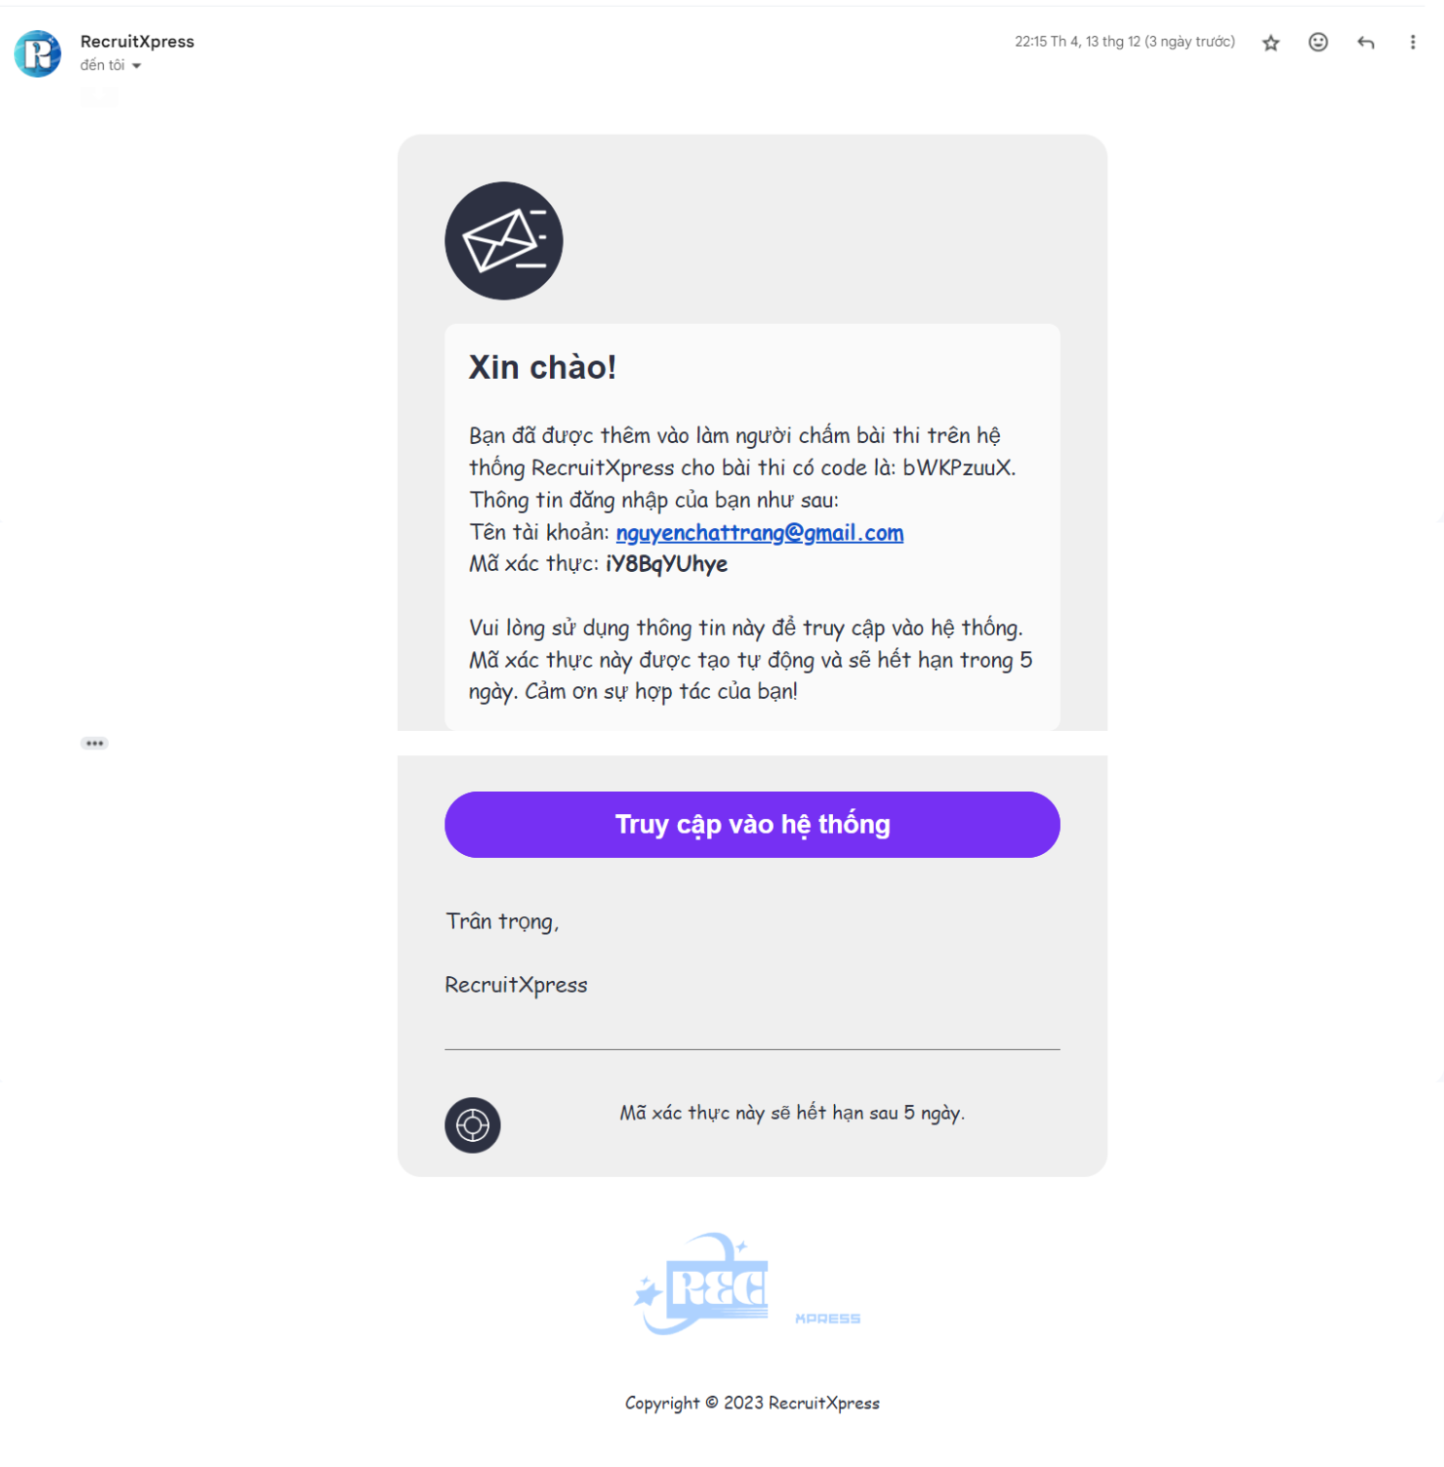 RecruitXpress
22:15 Th 4, 13 thg 12 (3 ngày trước)
đến tôi
Xin chào!
Bạn đã được thêm vào làm người chấm bài thi trên hệ
thống RecruitXpress cho bài thi có code là: bWKPzuuX.
Thông tin đăng nhập của bạn như sau:
Tên tài khoản: nguyenchattrang@gmail.com
Mã xác thực: iY8BqYUhye
Vui lòng sử dụng thông tin này để truy cập vào hệ thống.
Mã xác thực này được tạo tự động và sẽ hết hạn trong 5
ngày. Cảm ơn sự hợp tác của bạn!
Truy cập vào hệ thống
Trân trọng,
RecruitXpress
Mã xác thực này sẽ hết hạn sau 5 ngày.
REC
XPRESS
Copyright © 2023 RecruitXpress